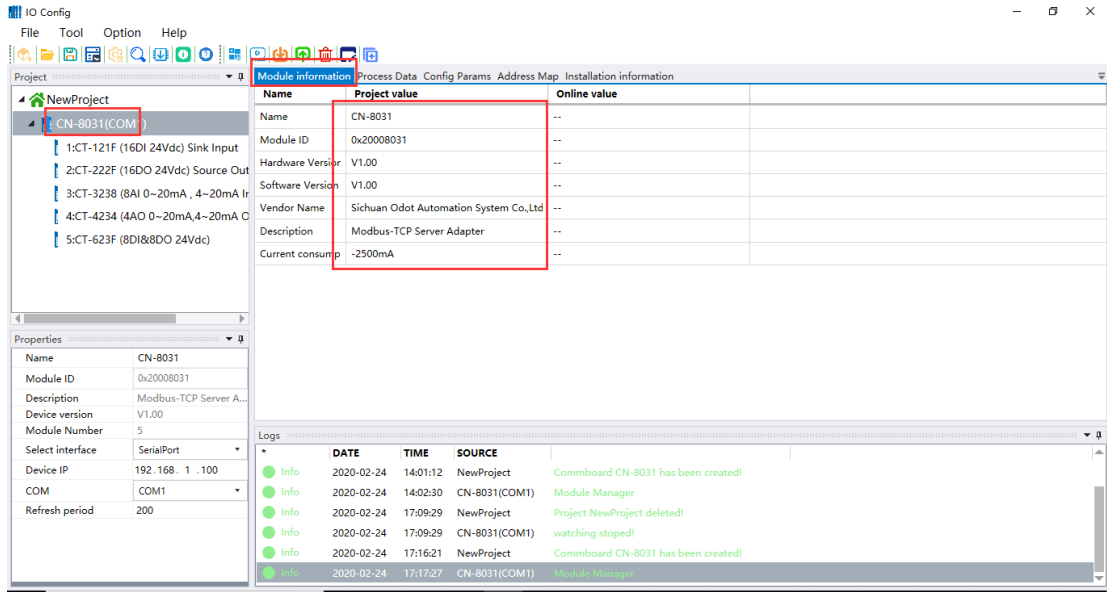 IO Config
File Tool Option Help
Project
NewProject
CN-8031(COM1)
1:CT-121F (16DI 24Vdc) Sink Input
2:CT-222F (16DO 24Vdc) Source Out
3:CT-3238 (8AI 0~20mA , 4~20mA Ir
4:CT-4234 (4AO 0~20mA,4~20mA O
5:CT-623F (8DI&8DO 24Vdc)
Module information Process Data Config Params Address Map Installation information
Name Project value Online value
Name CN-8031 --
Module ID 0x20008031 --
Hardware Version V1.00 --
Software Version V1.00 --
Vendor Name Sichuan Odot Automation System Co.,Ltd --
Description Modbus-TCP Server Adapter --
Current consump -2500mA --
Properties
Name CN-8031
Module ID 0x20008031
Description Modbus-TCP Server A...
Device version V1.00
Module Number 5
Select interface SerialPort
Device IP 192.168. 1 .100
COM COM1
Refresh period 200
Logs
* DATE TIME SOURCE
Info 2020-02-24 14:01:12 NewProject Commboard CN-8031 has been created!
Info 2020-02-24 14:02:30 CN-8031(COM1) Module Manager
Info 2020-02-24 17:09:29 NewProject Project NewProject deleted!
Info 2020-02-24 17:09:29 CN-8031(COM1) watching stoped!
Info 2020-02-24 17:16:21 NewProject Commboard CN-8031 has been created!
Info 2020-02-24 17:17:27 CN-8031(COM1) Module Manager